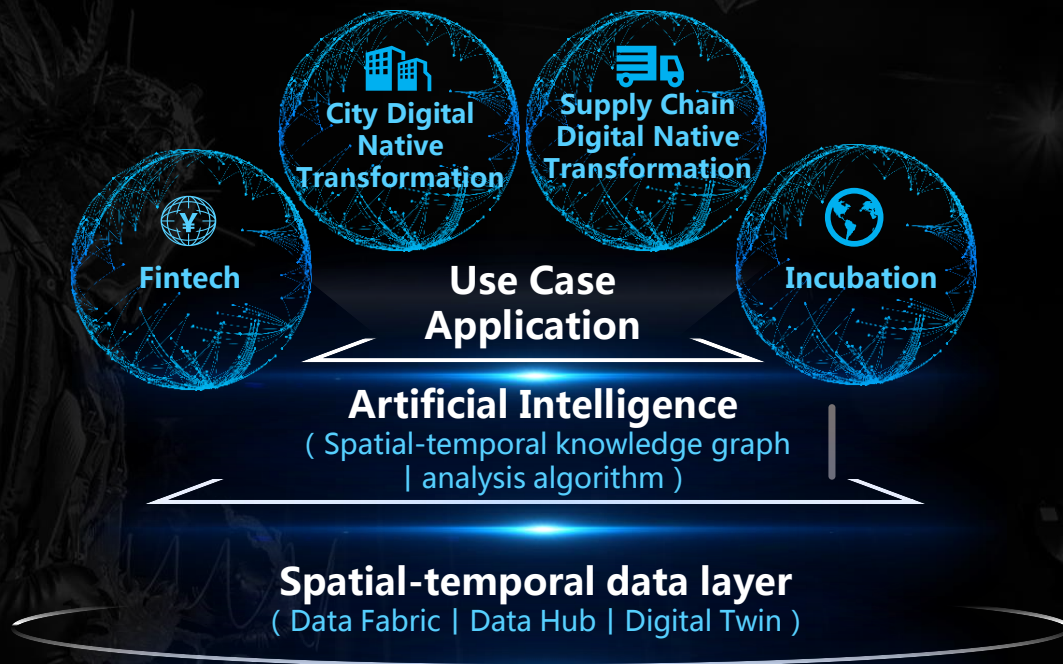 City Digital
Native
Transformation
Supply Chain
Digital Native
Transformation
¥
Fintech
Incubation
Use Case
Application
Artificial Intelligence
( Spatial-temporal knowledge graph
| analysis algorithm )
Spatial-temporal data layer
( Data Fabric | Data Hub | Digital Twin )